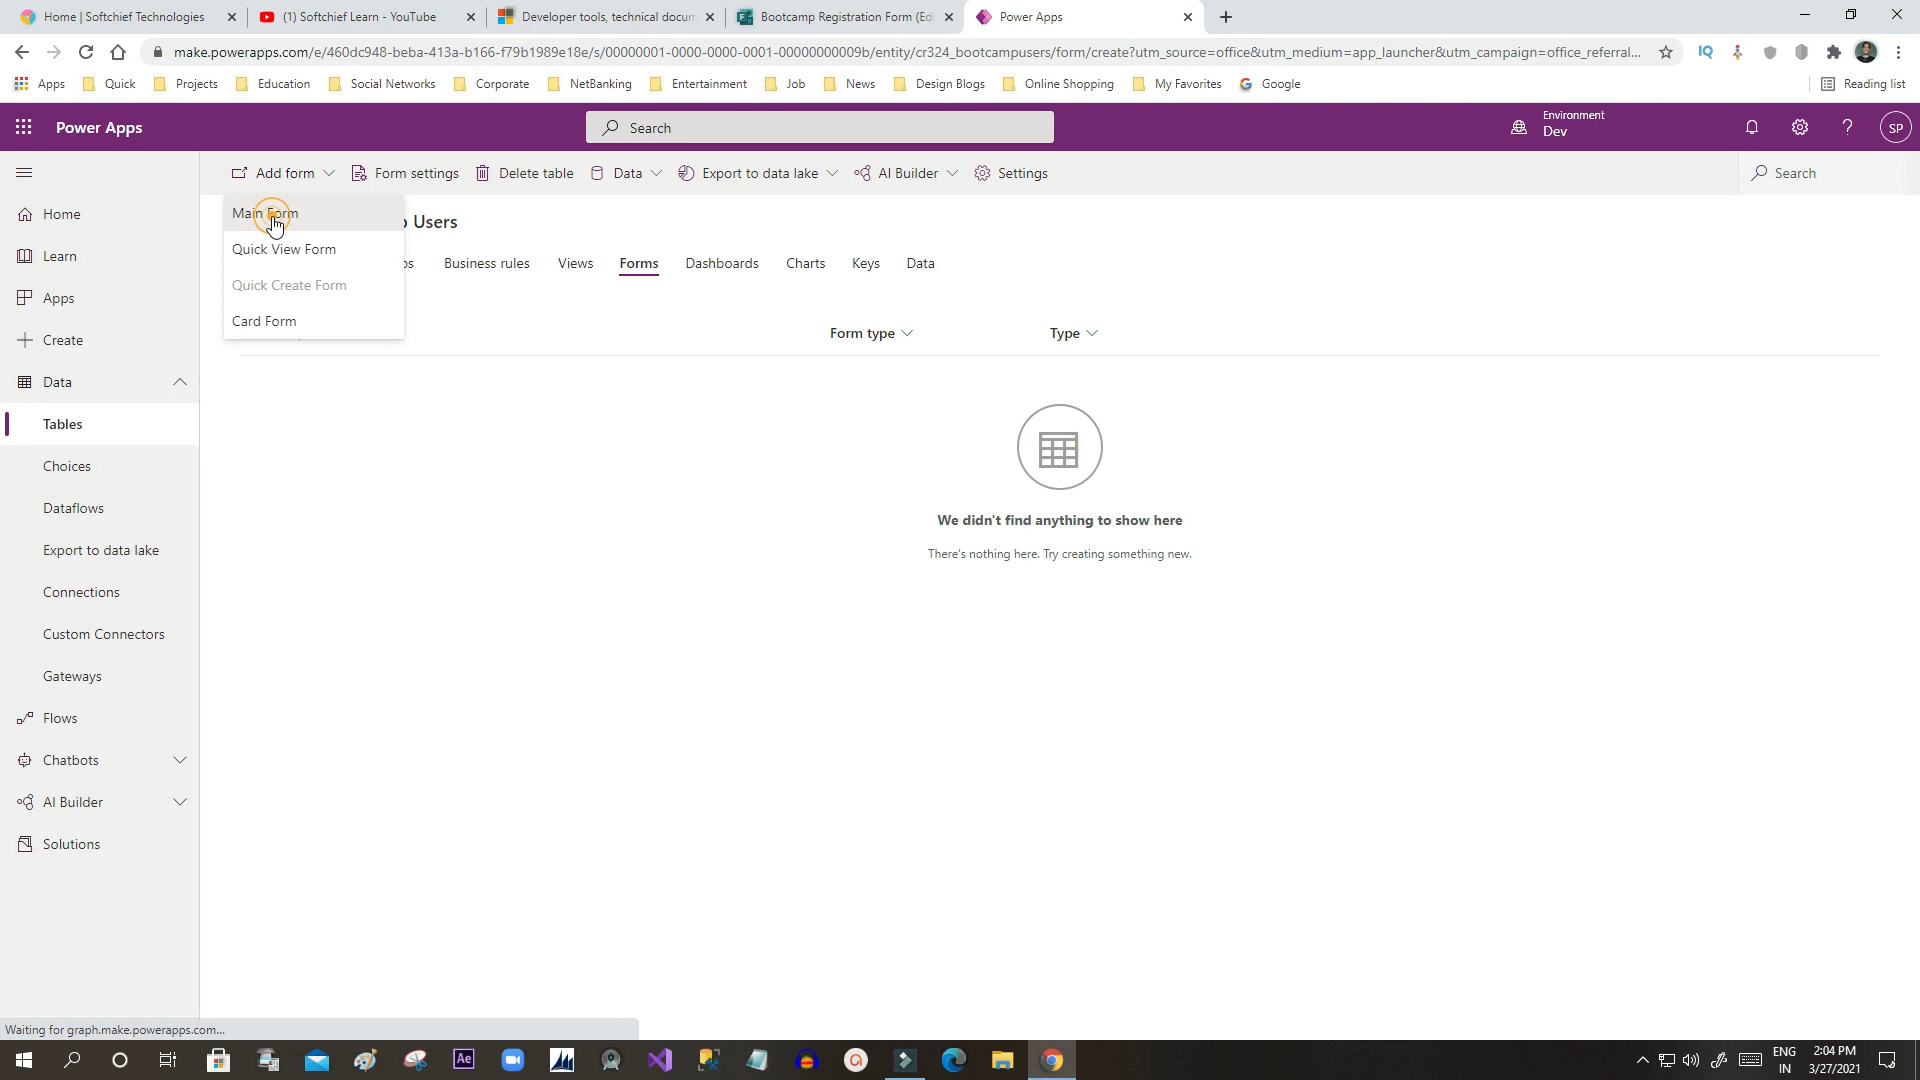 Home | Softchief Technologies
(1) Softchief Learn - YouTube
Developer tools, technical docum
Bootcamp Registration Form (Edi
Power Apps
make.powerapps.com/e/460dc948-beba-413a-b166-f79b1989e18e/s/00000001-0000-0000-0001-00000000009b/entity/cr324_bootcampusers/form/create?utm_source=office&utm_medium=app_launcher&utm_campaign=office_referral...
Apps
Quick
Projects
Education
Social Networks
Corporate
NetBanking
Entertainment
Job
News
Design Blogs
Online Shopping
My Favorites
Google
Reading list
Power Apps
Search
Environment
Dev
SP
Add form
Form settings
Delete table
Data
Export to data lake
AI Builder
Settings
Search
Main Form
Quick View Form
Quick Create Form
Card Form
Users
Business rules
Views
Forms
Dashboards
Charts
Keys
Data
Form type
Type
We didn't find anything to show here
There's nothing here. Try creating something new.
Home
Learn
Apps
Create
Data
Tables
Choices
Dataflows
Export to data lake
Connections
Custom Connectors
Gateways
Flows
Chatbots
AI Builder
Solutions
Waiting for graph.make.powerapps.com...
Ae
ENG
IN
2:04 PM
3/27/2021